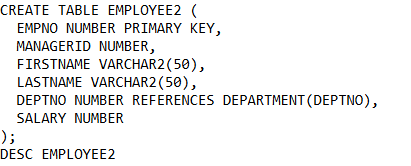 CREATE TABLE EMPLOYEE2 (
  EMPNO NUMBER PRIMARY KEY,
  MANAGERID NUMBER,
  FIRSTNAME VARCHAR2(50),
  LASTNAME VARCHAR2(50),
  DEPTNO NUMBER REFERENCES DEPARTMENT(DEPTNO),
  SALARY NUMBER
);
DESC EMPLOYEE2